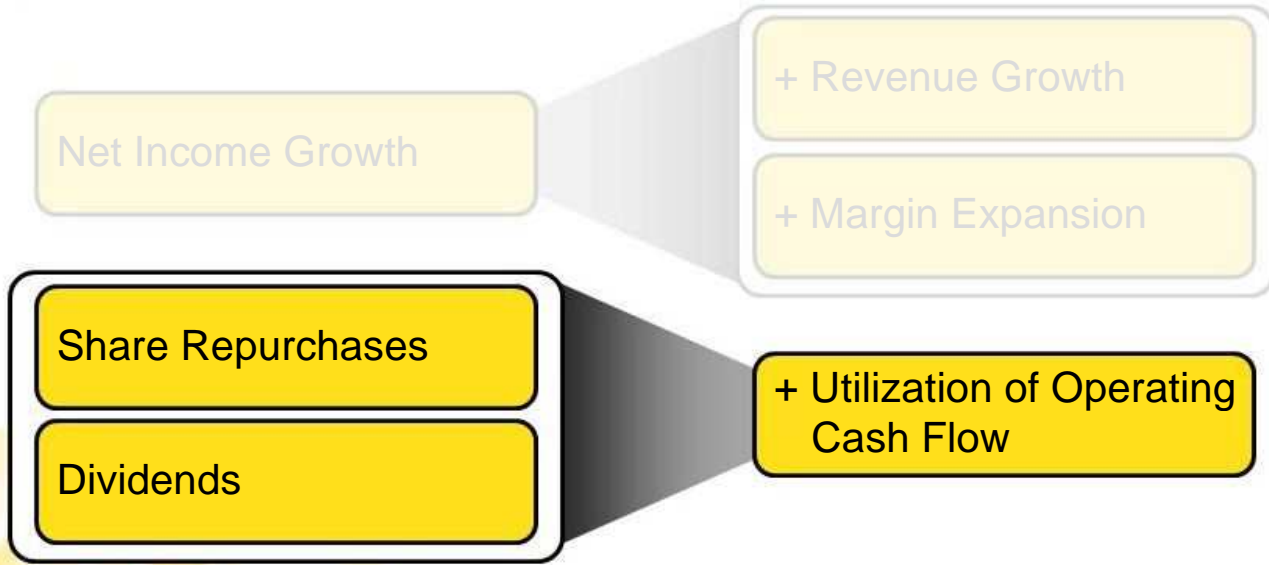 Net Income Growth
+ Revenue Growth
+ Margin Expansion
Share Repurchases
Dividends
+ Utilization of Operating
Cash Flow